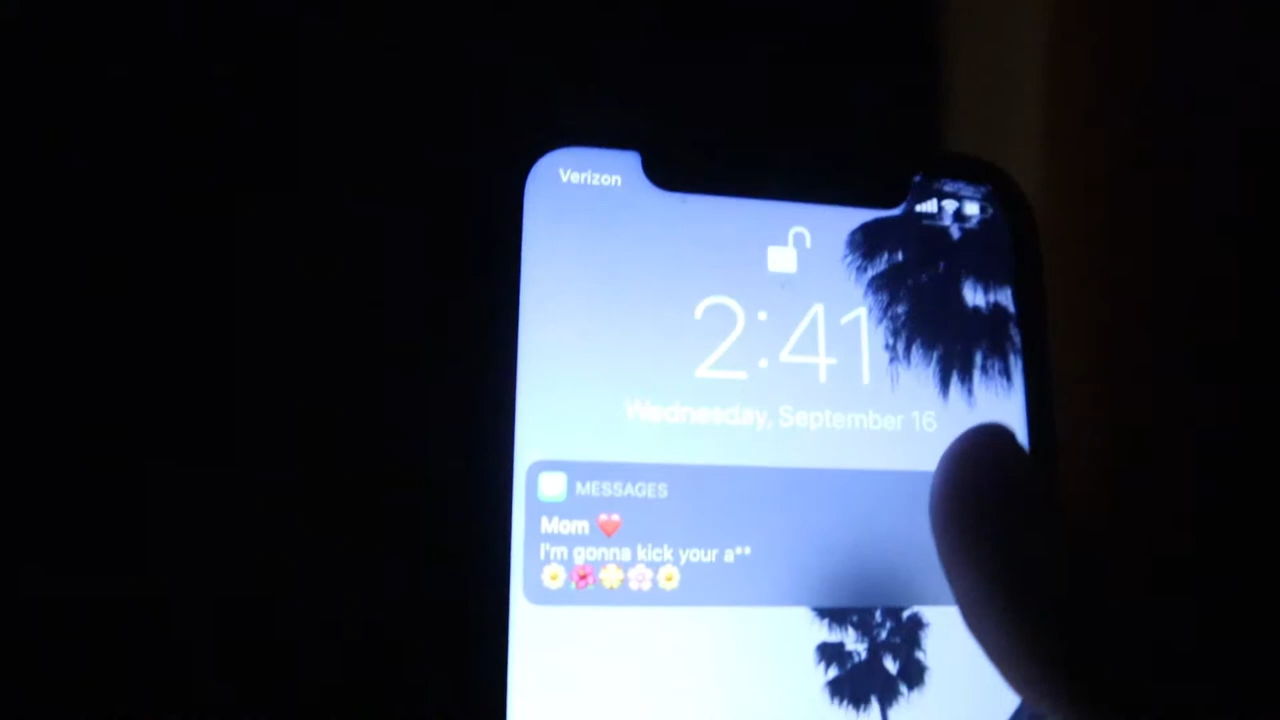 Verizon
2:41
Wednesday, September 16
MESSAGES
Mom ❤️
I'm gonna kick your a**
🌼🌺🌼🌸🌼